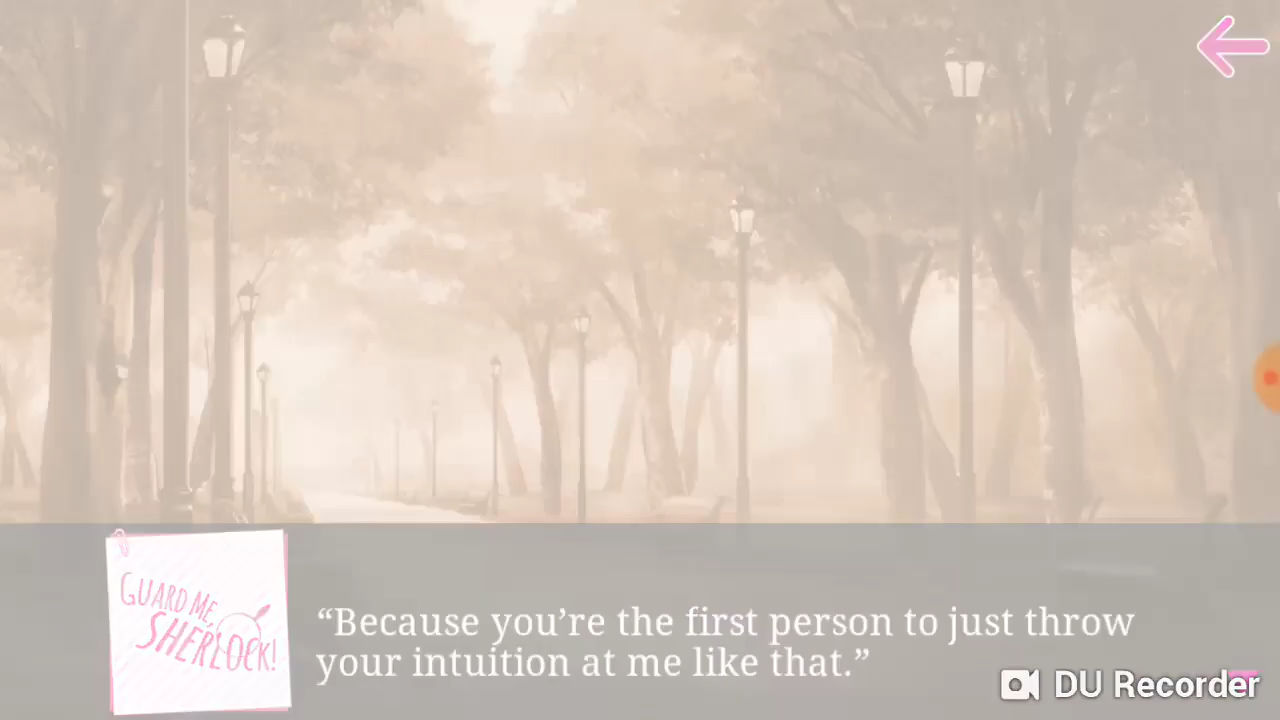 GUARD ME,
SHERLOCK!
“Because you’re the first person to just throw
your intuition at me like that.”
DU Recorder